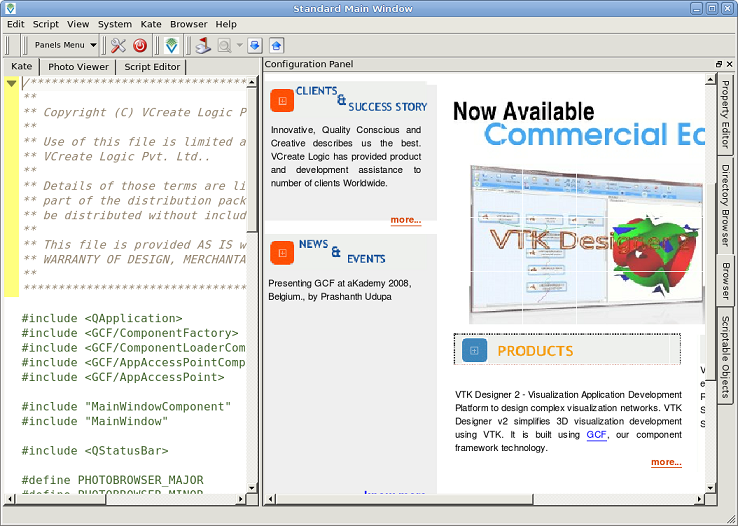 Standard Main Window
Edit Script View Kate Browser Help
Panels Menu
Kate Photo Viewer Script Editor
/*******************************
**
** Copyright (C) VCreate Logic P
**
** Use of this file is limited a
** VCreate Logic Pvt. Ltd..
**
** Details of those terms are li
** part of the distribution pack
** be distributed without includ
**
** This file is provided AS IS w
** WARRANTY OF DESIGN, MERCHANTA
**
********************************
#include <QApplication>
#include <GCF/ComponentFactory>
#include <GCF/ComponentLoaderCom
#include <GCF/AppAccessPointComp
#include <GCF/AppAccessPoint>
#include "MainWindowComponent"
#include "MainWindow"
#include <QStatusBar>
#define PHOTOBROWSER_MAJOR
#define PHOTOBROWSER_MINOR
Configuration Panel
CLIENTS
& SUCCESS STORY
Innovative, Quality Conscious and
Creative describes us the best.
VCreate Logic has provided product
and development assistance to
number of clients Worldwide.
more...
NEWS
& EVENTS
Presenting GCF at aKademy 2008,
Belgium., by Prashanth Udupa
Now Available
Commercial Ed
VTK Designer 2
PRODUCTS
VTK Designer 2 - Visualization Application Development
Platform to design complex visualization networks. VTK
Designer v2 simplifies 3D visualization development
using VTK. It is built using GCF, our component
framework technology.
more...
Property Editor
Directory Browser
Browser
Scriptable Objects